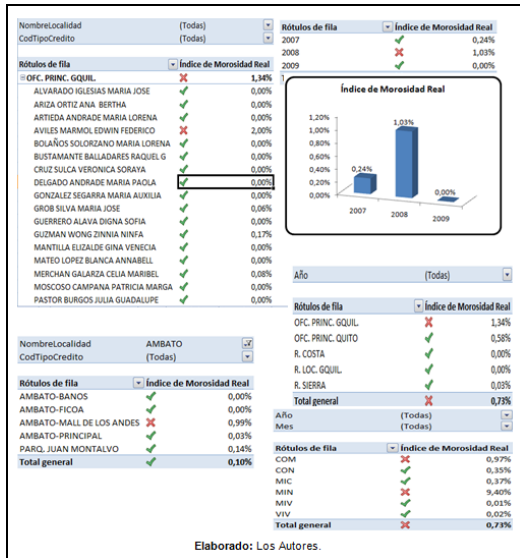 NombreLocalidad (Todas)
CodTipoCredito (Todas)
Rótulos de fila Índice de Morosidad Real
OFC. PRINC. GQUIL. 1,34%
ALVARADO IGLESIAS MARIA JOSE 0,00%
ARIZA ORTIZ ANA BERTHA 0,00%
ARTIEDA ANDRADE MARIA LORENA 0,00%
AVILES MARMOL EDWIN FEDERICO 2,00%
BOLAÑOS SOLORZANO MARIA LORENA 0,00%
BUSTAMANTE BALLADARES RAQUEL G 0,00%
CRUZ SULCA VERONICA SORAYA 0,00%
DELGADO ANDRADE MARIA PAOLA 0,00%
GONZALEZ SEGARRA MARIA AUXILIA 0,00%
GROB SILVA MARIA JOSE 0,06%
GUERRERO ALAVA DIGNA SOFIA 0,00%
GUZMAN WONG ZINNIA NINFA 0,17%
MANTILLA ELIZALDE GINA VENECIA 0,00%
MATEO LOPEZ BLANCA ANNABELL 0,00%
MERCHAN GALARZA CELIA MARIBEL 0,08%
MOSCOSO CAMPANA PATRICIA MARGA 0,00%
PASTOR BURGOS JULIA GUADALUPE 0,00%
Rótulos de fila Índice de Morosidad Real
2007 0,24%
2008 1,03%
2009 0,00%
Índice de Morosidad Real
1,20%
1,00%
0,80%
0,60%
0,40%
0,20%
0,00%
0,24%
1,03%
0,00%
2007 2008 2009
Año (Todas)
Rótulos de fila Índice de Morosidad Real
OFC. PRINC. GQUIL. 1,34%
OFC. PRINC. QUITO 0,58%
R. COSTA 0,00%
R. LOC. GQUIL. 0,00%
R. SIERRA 0,03%
Total general 0,73%
NombreLocalidad AMBATO
CodTipoCredito (Todas)
Rótulos de fila Índice de Morosidad Real
AMBATO-BANOS 0,00%
AMBATO-FICOA 0,00%
AMBATO-MALL DE LOS ANDES 0,99%
AMBATO-PRINCIPAL 0,03%
PARQ. JUAN MONTALVO 0,14%
Total general 0,10%
Año (Todas)
Mes (Todas)
Rótulos de fila Índice de Morosidad Real
COM 0,97%
CON 0,35%
MIC 0,37%
MIN 9,40%
MIV 0,01%
VIV 0,02%
Total general 0,73%
Elaborado: Los Autores.